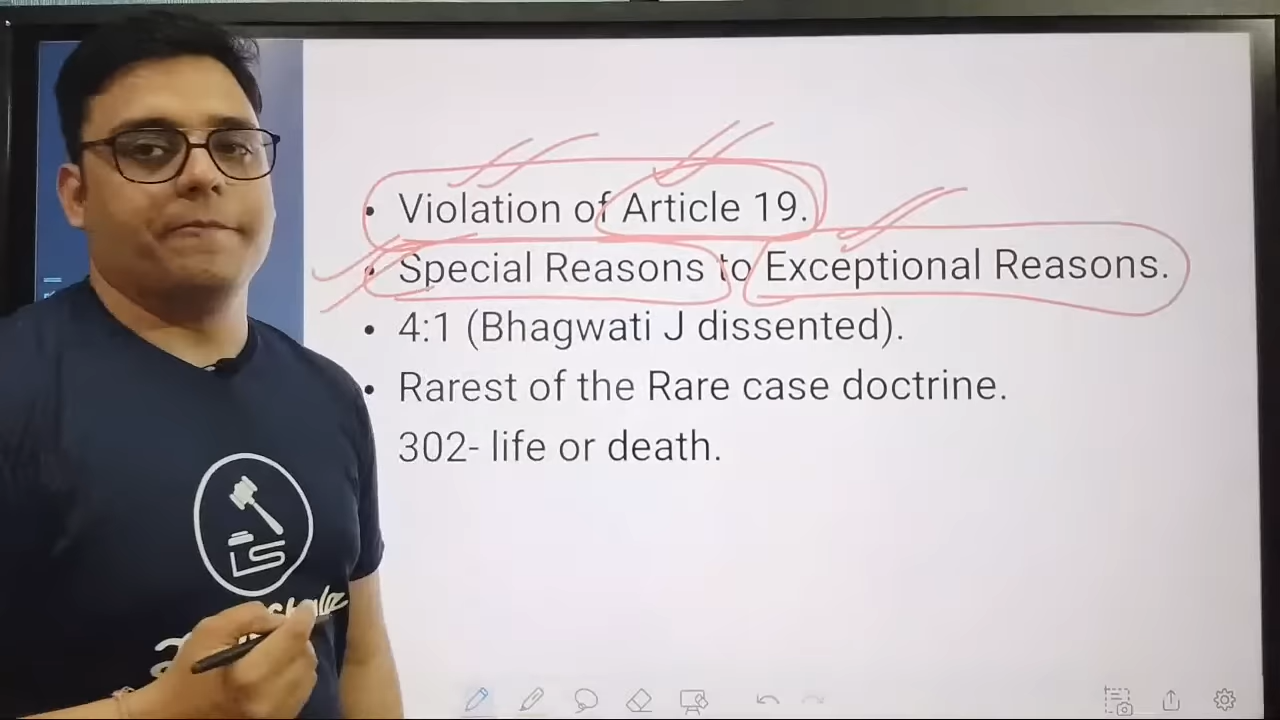 • Violation of Article 19.
• Special Reasons to Exceptional Reasons.
• 4:1 (Bhagwati J dissented).
• Rarest of the Rare case doctrine.
302- life or death.
LS